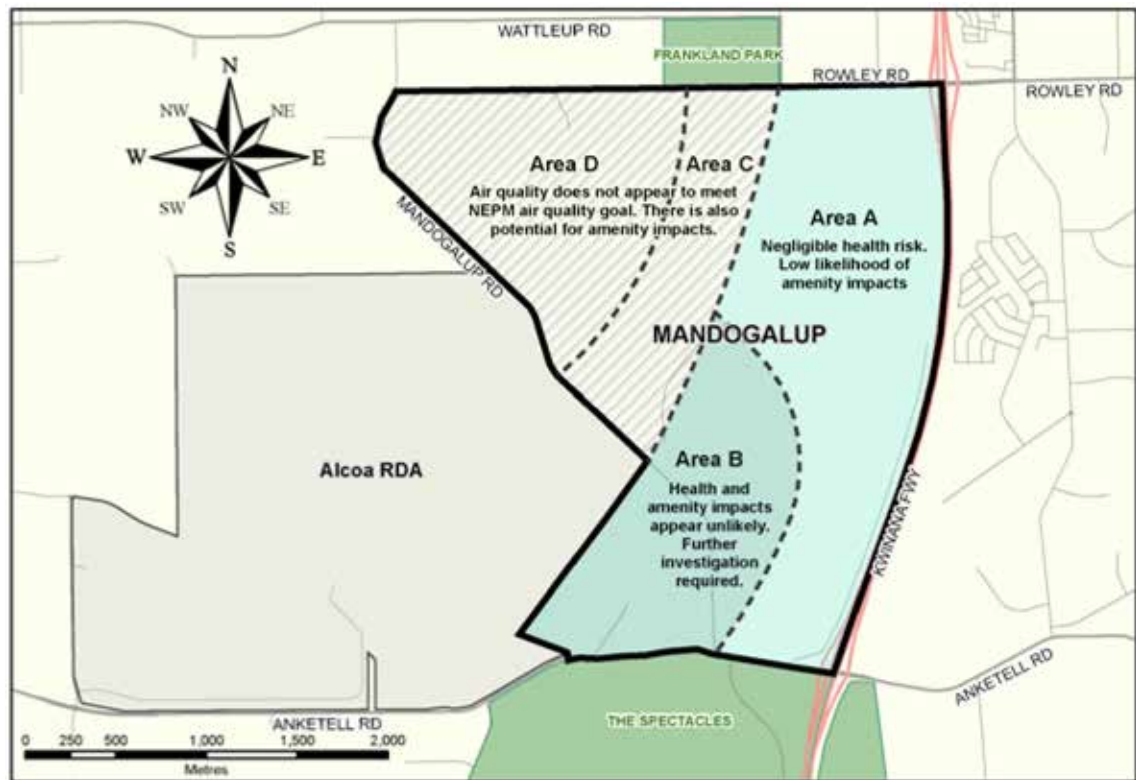 WATTLEUP RD
FRANKLAND PARK
ROWLEY RD
ROWLEY RD
N
NW
NE
W
E
SW
SE
S
Area D
Area C
Air quality does not appear to meet
NEPM air quality goal. There is also
potential for amenity impacts.
MANDOGALUP RD
Area A
Negligible health risk.
Low likelihood of
amenity impacts
MANDOGALUP
Alcoa RDA
Area B
Health and
amenity impacts
appear unlikely.
Further
investigation
required.
KWINANA FWY
ANKETELL RD
ANKETELL RD
THE SPECTACLES
0 250 500 1,000 1,500 2,000
Metres